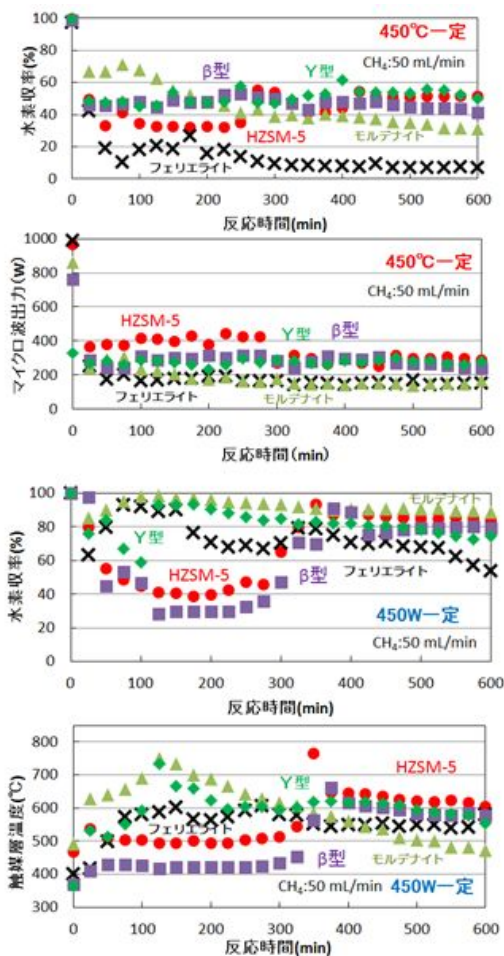 水素収率(%)
100
80
60
40
20
0
450℃一定
CH₄:50 mL/min
β型
Y型
HZSM-5
モルデナイト
フェリエライト
0 100 200 300 400 500 600
反応時間(min)
マイクロ波出力(w)
1000
800
600
400
200
0
450℃一定
CH₄:50 mL/min
HZSM-5
Y型
β型
フェリエライト
モルデナイト
0 100 200 300 400 500 600
反応時間(min)
水素収率(%)
100
80
60
40
20
0
モルデナイト
Y型
HZSM-5
β型
フェリエライト
450W一定
CH₄:50 mL/min
0 100 200 300 400 500 600
反応時間(min)
触媒層温度(℃)
800
700
600
500
400
300
HZSM-5
Y型
フェリエライト
β型
モルデナイト
CH₄:50 mL/min 450W一定
0 100 200 300 400 500 600
反応時間(min)